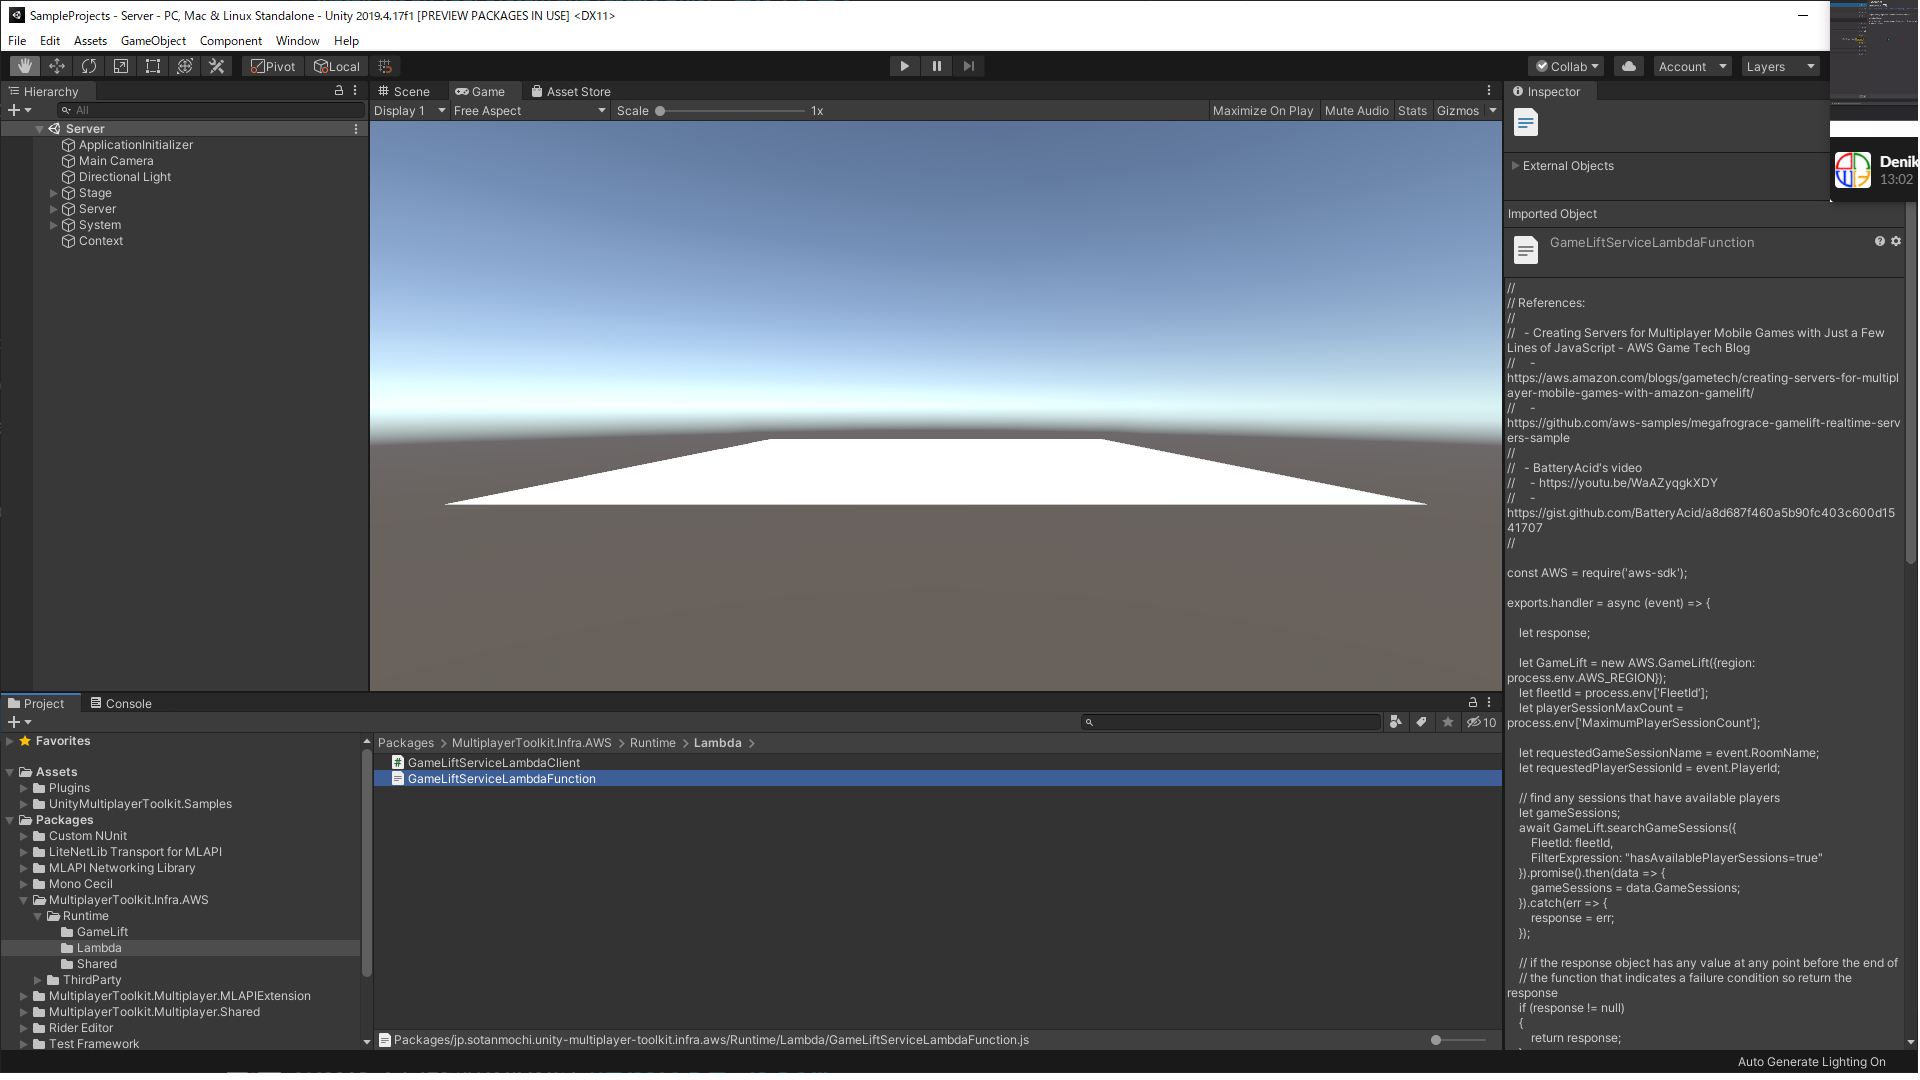 SampleProjects - Server - PC, Mac & Linux Standalone - Unity 2019.4.17f1 [PREVIEW PACKAGES IN USE] <DX11>
File Edit Assets GameObject Component Window Help
Pivot Local Collab Account Layers
Hierarchy
All
Server
ApplicationInitializer
Main Camera
Directional Light
Stage
Server
System
Context
Scene Game Asset Store
Display 1 Free Aspect Scale 1x Maximize On Play Mute Audio Stats Gizmos
Inspector
External Objects
Denik
13:02
Imported Object
GameLiftServiceLambdaFunction
//
// References:
//
//   - Creating Servers for Multiplayer Mobile Games with Just a Few
Lines of JavaScript - AWS Game Tech Blog
//     -
https://aws.amazon.com/blogs/gametech/creating-servers-for-multipl
ayer-mobile-games-with-amazon-gamelift/
//     -
https://github.com/aws-samples/megafrograce-gamelift-realtime-serv
ers-sample
//
//   - BatteryAcid's video
//     - https://youtu.be/WaAZyqgkXDY
//     -
https://gist.github.com/BatteryAcid/a8d687f460a5b90fc403c600d15
41707
//
const AWS = require('aws-sdk');
exports.handler = async (event) => {
let response;
let GameLift = new AWS.GameLift({region:
process.env.AWS_REGION});
let fleetId = process.env['FleetId'];
let playerSessionMaxCount =
process.env['MaximumPlayerSessionCount'];
let requestedGameSessionName = event.RoomName;
let requestedPlayerSessionId = event.PlayerId;
// find any sessions that have available players
let gameSessions;
await GameLift.searchGameSessions({
FleetId: fleetId,
FilterExpression: "hasAvailablePlayerSessions=true"
}).promise().then(data => {
gameSessions = data.GameSessions;
}).catch(err => {
response = err;
});
// if the response object has any value at any point before the end of
// the function that indicates a failure condition so return the
response
if (response != null)
{
return response;
Project Console
10
Favorites
Assets
Plugins
UnityMultiplayerToolkit.Samples
Packages
Custom NUnit
LiteNetLib Transport for MLAPI
MLAPI Networking Library
Mono Cecil
MultiplayerToolkit.Infra.AWS
Runtime
GameLift
Lambda
Shared
ThirdParty
MultiplayerToolkit.Multiplayer.MLAPIExtension
MultiplayerToolkit.Multiplayer.Shared
Rider Editor
Test Framework
Packages > MultiplayerToolkit.Infra.AWS > Runtime > Lambda >
GameLiftServiceLambdaClient
GameLiftServiceLambdaFunction
Packages/jp.sotanmochi.unity-multiplayer-toolkit.infra.aws/Runtime/Lambda/GameLiftServiceLambdaFunction.js
Auto Generate Lighting On